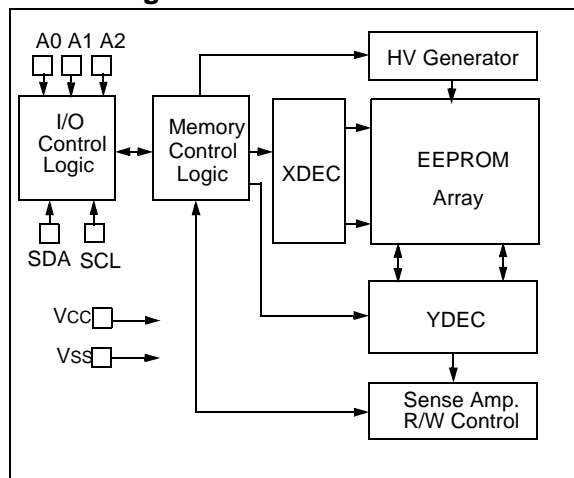 A0 A1 A2
HV Generator
I/O
Control
Logic
Memory
Control
Logic
XDEC
EEPROM
Array
SDA SCL
Vcc
Vss
YDEC
Sense Amp.
R/W Control